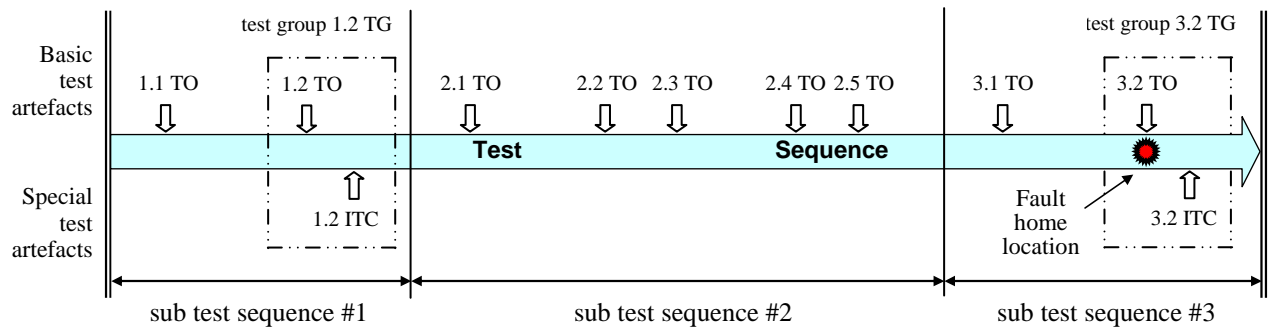 test group 1.2 TG
test group 3.2 TG
Basic
test
artefacts
1.1 TO
1.2 TO
2.1 TO
2.2 TO
2.3 TO
2.4 TO
2.5 TO
3.1 TO
3.2 TO
Test
Sequence
Special
test
artefacts
1.2 ITC
Fault
home
location
3.2 ITC
sub test sequence #1
sub test sequence #2
sub test sequence #3